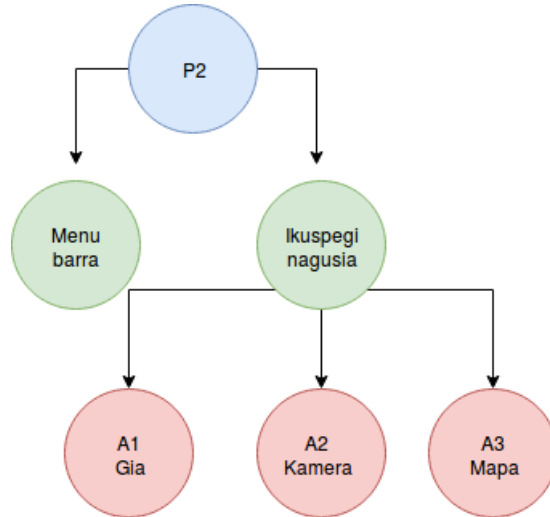 P2
Menu
barra
Ikuspegi
nagusia
A1
Gia
A2
Kamera
A3
Mapa